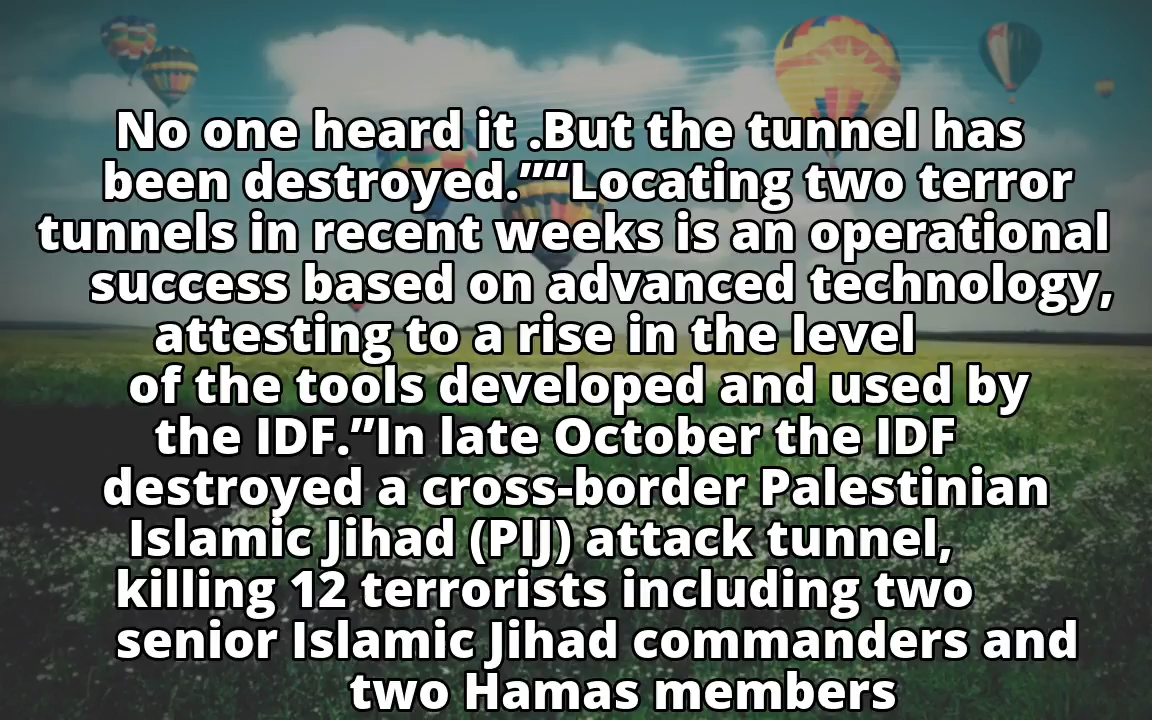 No one heard it .But the tunnel has
been destroyed.”“Locating two terror
tunnels in recent weeks is an operational
success based on advanced technology,
attesting to a rise in the level
of the tools developed and used by
the IDF.”In late October the IDF
destroyed a cross-border Palestinian
Islamic Jihad (PIJ) attack tunnel,
killing 12 terrorists including two
senior Islamic Jihad commanders and
two Hamas members